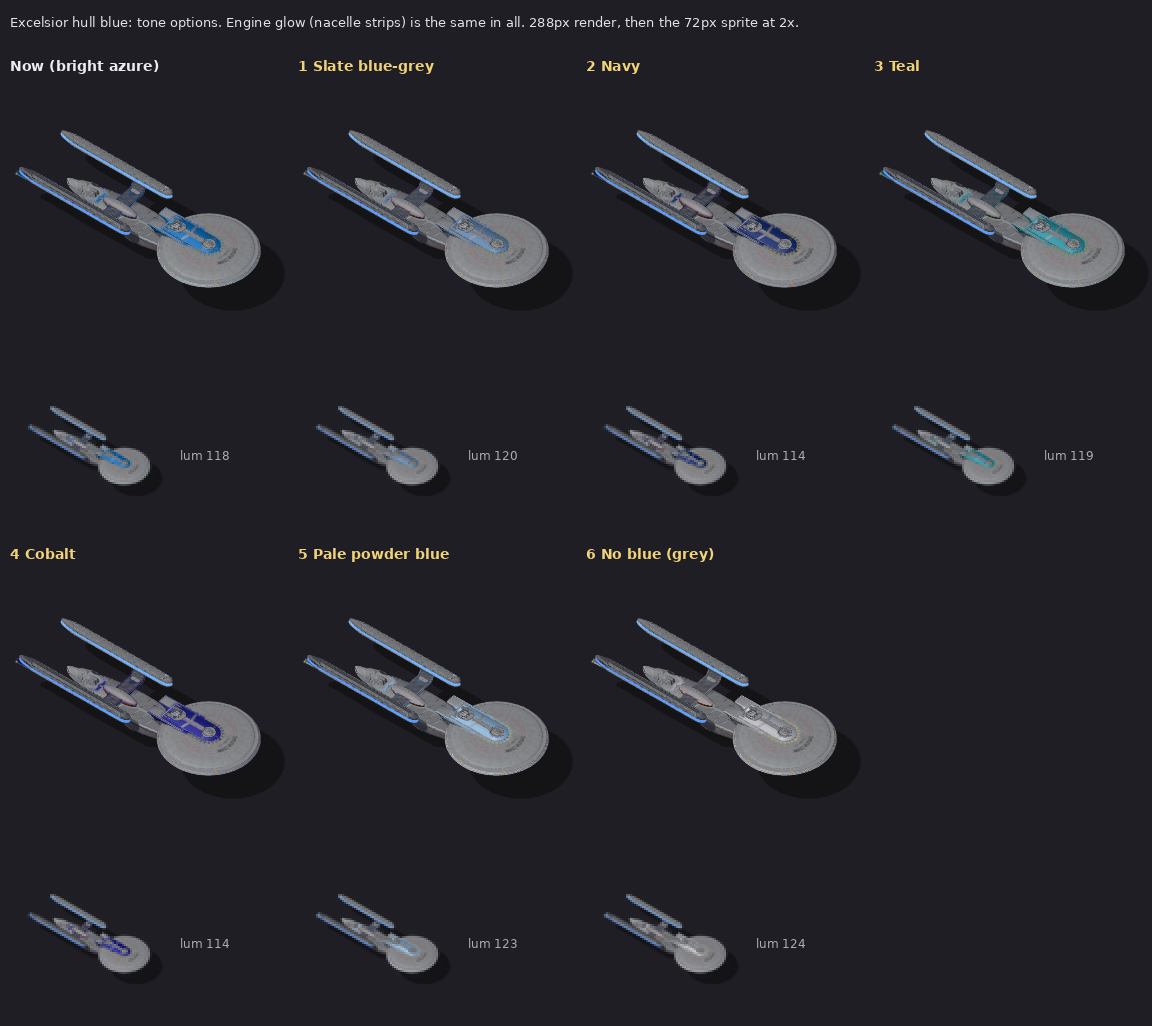 Excelsior hull blue: tone options. Engine glow (nacelle strips) is the same in all. 288px render, then the 72px sprite at 2x.
Now (bright azure)
1 Slate blue-grey
2 Navy
3 Teal
lum 118
lum 120
lum 114
lum 119
4 Cobalt
5 Pale powder blue
6 No blue (grey)
lum 114
lum 123
lum 124